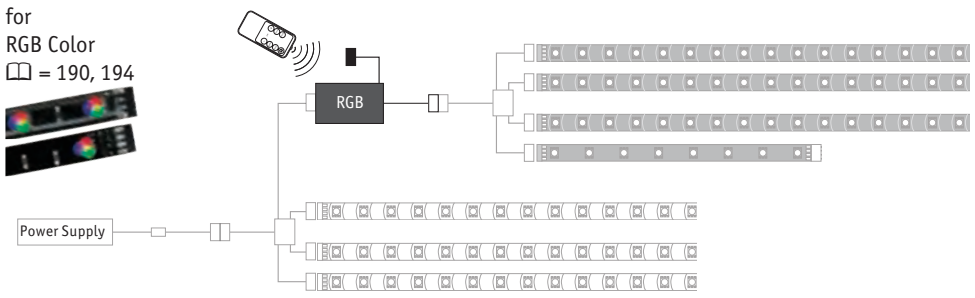 for
RGB Color
🕮 = 190, 194
RGB
Power Supply